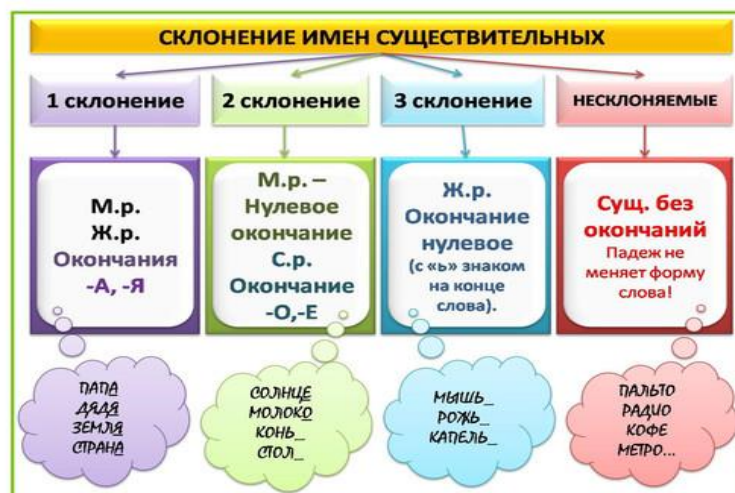 СКЛОНЕНИЕ ИМЕН СУЩЕСТВИТЕЛЬНЫХ
1 склонение
2 склонение
3 склонение
НЕСКЛОНЯЕМЫЕ
М.р.
Ж.р.
Окончания
-А, -Я
М.р. –
Нулевое
окончание
С.р.
Окончание
-О,-Е
Ж.р.
Окончание
нулевое
(с «ь» знаком
на конце
слова).
Сущ. без
окончаний
Падеж не
меняет форму
слова!
ПАПА
ДЯДЯ
ЗЕМЛЯ
СТРАНА
СОЛНЦЕ
МОЛОКО
КОНЬ_
СТОЛ_
МЫШЬ_
РОЖЬ_
КАПЕЛЬ_
ПАЛЬТО
РАДИО
КОФЕ
МЕТРО...